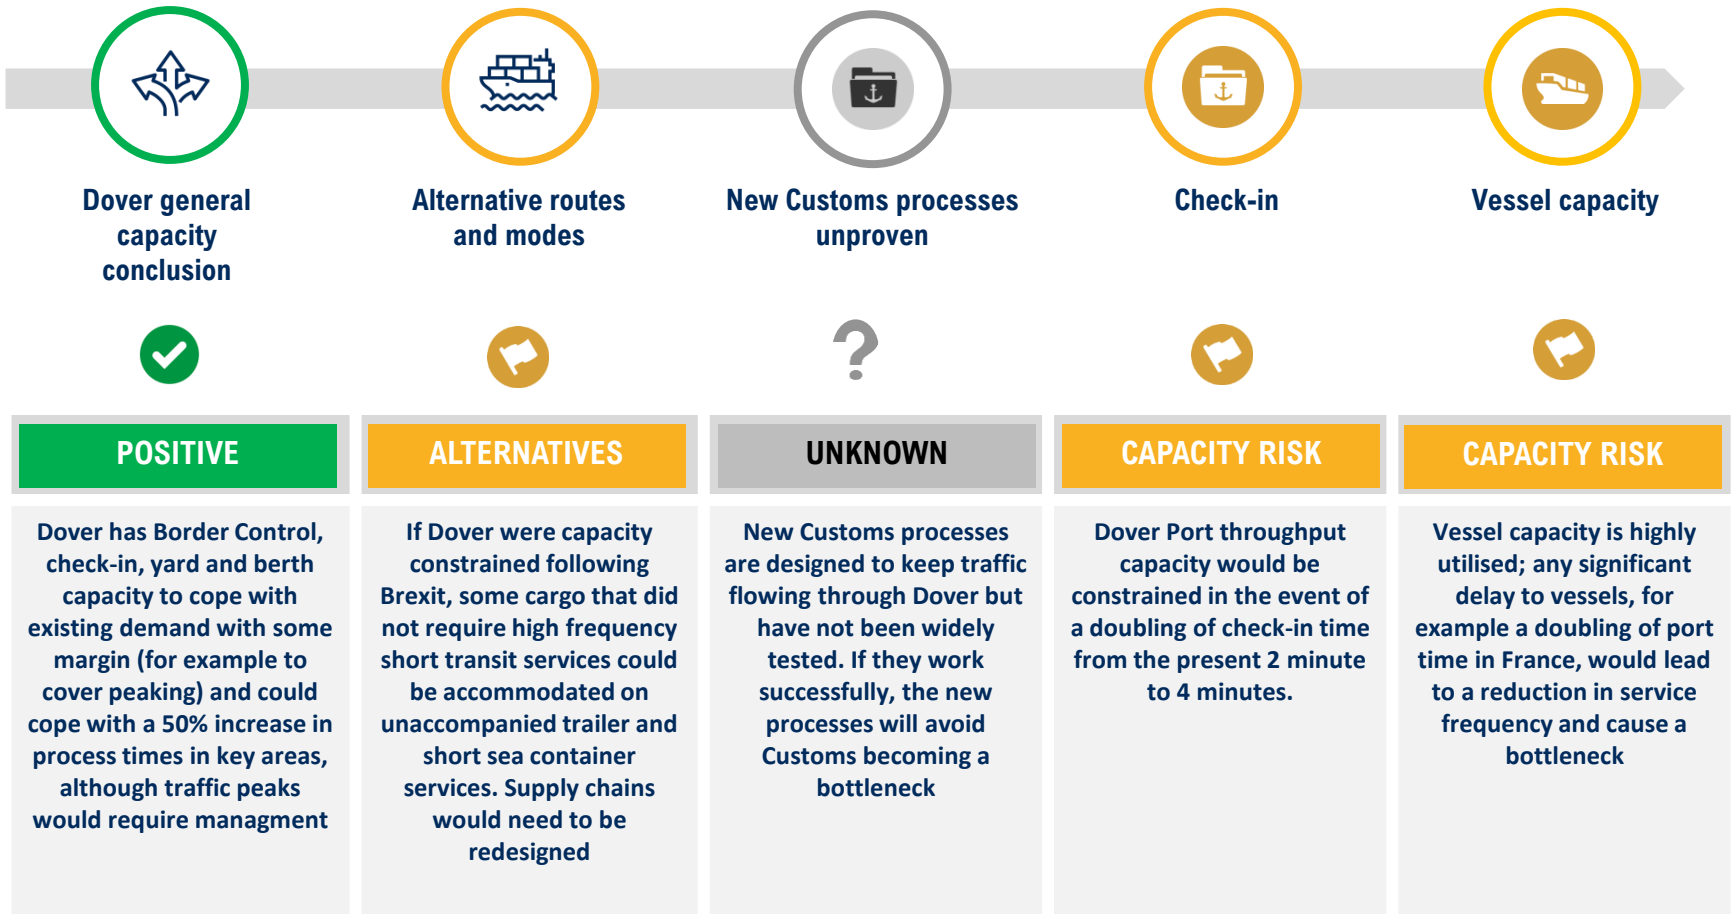 Dover general
capacity
conclusion
Alternative routes
and modes
New Customs processes
unproven
Check-in
Vessel capacity
?
POSITIVE
ALTERNATIVES
UNKNOWN
CAPACITY RISK
CAPACITY RISK
Dover has Border Control,
check-in, yard and berth
capacity to cope with
existing demand with some
margin (for example to
cover peaking) and could
cope with a 50% increase in
process times in key areas,
although traffic peaks
would require managment
If Dover were capacity
constrained following
Brexit, some cargo that did
not require high frequency
short transit services could
be accommodated on
unaccompanied trailer and
short sea container
services. Supply chains
would need to be
redesigned
New Customs processes
are designed to keep traffic
flowing through Dover but
have not been widely
tested. If they work
successfully, the new
processes will avoid
Customs becoming a
bottleneck
Dover Port throughput
capacity would be
constrained in the event of
a doubling of check-in time
from the present 2 minute
to 4 minutes.
Vessel capacity is highly
utilised; any significant
delay to vessels, for
example a doubling of port
time in France, would lead
to a reduction in service
frequency and cause a
bottleneck